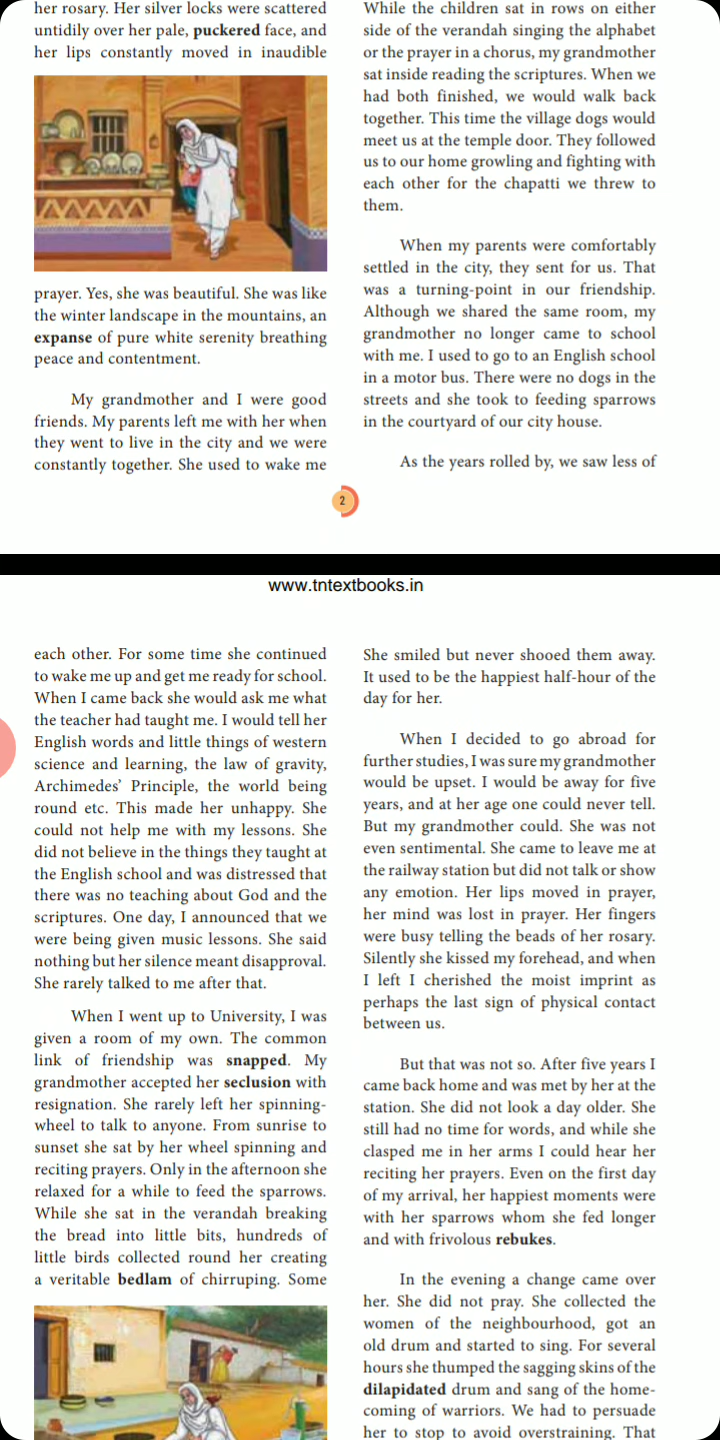 her rosary. Her silver locks were scattered
untidily over her pale, puckered face, and
her lips constantly moved in inaudible
prayer. Yes, she was beautiful. She was like
the winter landscape in the mountains, an
expanse of pure white serenity breathing
peace and contentment.
My grandmother and I were good
friends. My parents left me with her when
they went to live in the city and we were
constantly together. She used to wake me
While the children sat in rows on either
side of the verandah singing the alphabet
or the prayer in a chorus, my grandmother
sat inside reading the scriptures. When we
had both finished, we would walk back
together. This time the village dogs would
meet us at the temple door. They followed
us to our home growling and fighting with
each other for the chapatti we threw to
them.
When my parents were comfortably
settled in the city, they sent for us. That
was a turning-point in our friendship.
Although we shared the same room, my
grandmother no longer came to school
with me. I used to go to an English school
in a motor bus. There were no dogs in the
streets and she took to feeding sparrows
in the courtyard of our city house.
As the years rolled by, we saw less of
2
www.tntextbooks.in
each other. For some time she continued
to wake me up and get me ready for school.
When I came back she would ask me what
the teacher had taught me. I would tell her
English words and little things of western
science and learning, the law of gravity,
Archimedes’ Principle, the world being
round etc. This made her unhappy. She
could not help me with my lessons. She
did not believe in the things they taught at
the English school and was distressed that
there was no teaching about God and the
scriptures. One day, I announced that we
were being given music lessons. She said
nothing but her silence meant disapproval.
She rarely talked to me after that.
When I went up to University, I was
given a room of my own. The common
link of friendship was snapped. My
grandmother accepted her seclusion with
resignation. She rarely left her spinning-
wheel to talk to anyone. From sunrise to
sunset she sat by her wheel spinning and
reciting prayers. Only in the afternoon she
relaxed for a while to feed the sparrows.
While she sat in the verandah breaking
the bread into little bits, hundreds of
little birds collected round her creating
a veritable bedlam of chirruping. Some
She smiled but never shooed them away.
It used to be the happiest half-hour of the
day for her.
When I decided to go abroad for
further studies, I was sure my grandmother
would be upset. I would be away for five
years, and at her age one could never tell.
But my grandmother could. She was not
even sentimental. She came to leave me at
the railway station but did not talk or show
any emotion. Her lips moved in prayer,
her mind was lost in prayer. Her fingers
were busy telling the beads of her rosary.
Silently she kissed my forehead, and when
I left I cherished the moist imprint as
perhaps the last sign of physical contact
between us.
But that was not so. After five years I
came back home and was met by her at the
station. She did not look a day older. She
still had no time for words, and while she
clasped me in her arms I could hear her
reciting her prayers. Even on the first day
of my arrival, her happiest moments were
with her sparrows whom she fed longer
and with frivolous rebukes.
In the evening a change came over
her. She did not pray. She collected the
women of the neighbourhood, got an
old drum and started to sing. For several
hours she thumped the sagging skins of the
dilapidated drum and sang of the home-
coming of warriors. We had to persuade
her to stop to avoid overstraining. That